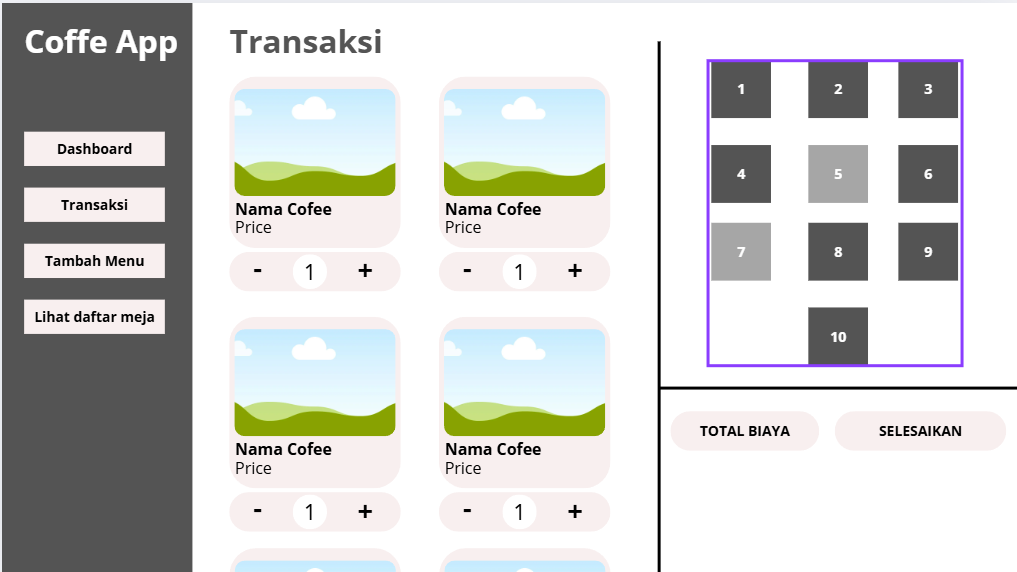 Coffe App
Dashboard
Transaksi
Tambah Menu
Lihat daftar meja
Transaksi
Nama Cofee
Price
- 1 +
Nama Cofee
Price
- 1 +
Nama Cofee
Price
- 1 +
Nama Cofee
Price
- 1 +
1 2 3
4 5 6
7 8 9
10
TOTAL BIAYA
SELESAIKAN